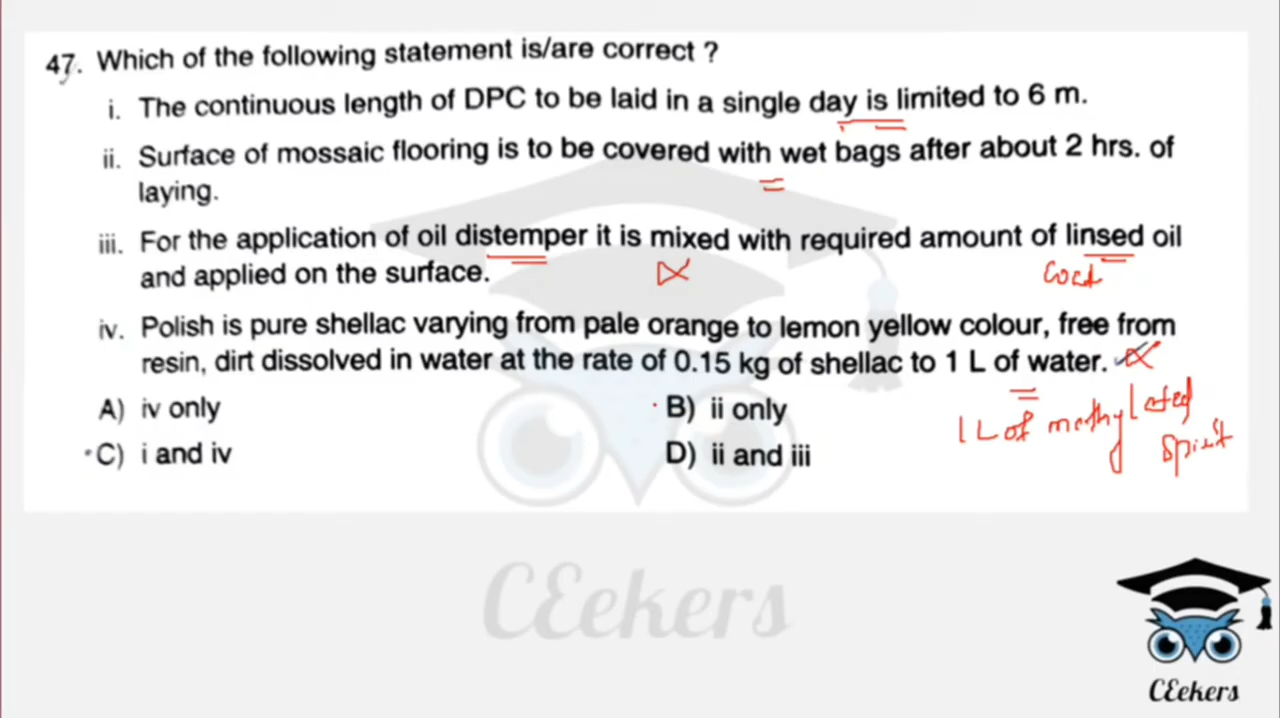 47. Which of the following statement is/are correct ?
i. The continuous length of DPC to be laid in a single day is limited to 6 m.
ii. Surface of mossaic flooring is to be covered with wet bags after about 2 hrs. of
laying.
iii. For the application of oil distemper it is mixed with required amount of linsed oil
and applied on the surface.
iv. Polish is pure shellac varying from pale orange to lemon yellow colour, free from
resin, dirt dissolved in water at the rate of 0.15 kg of shellac to 1 L of water.
1 L of methylated
spirit
A) iv only
B) ii only
C) i and iv
D) ii and iii
CEekers
CEekers